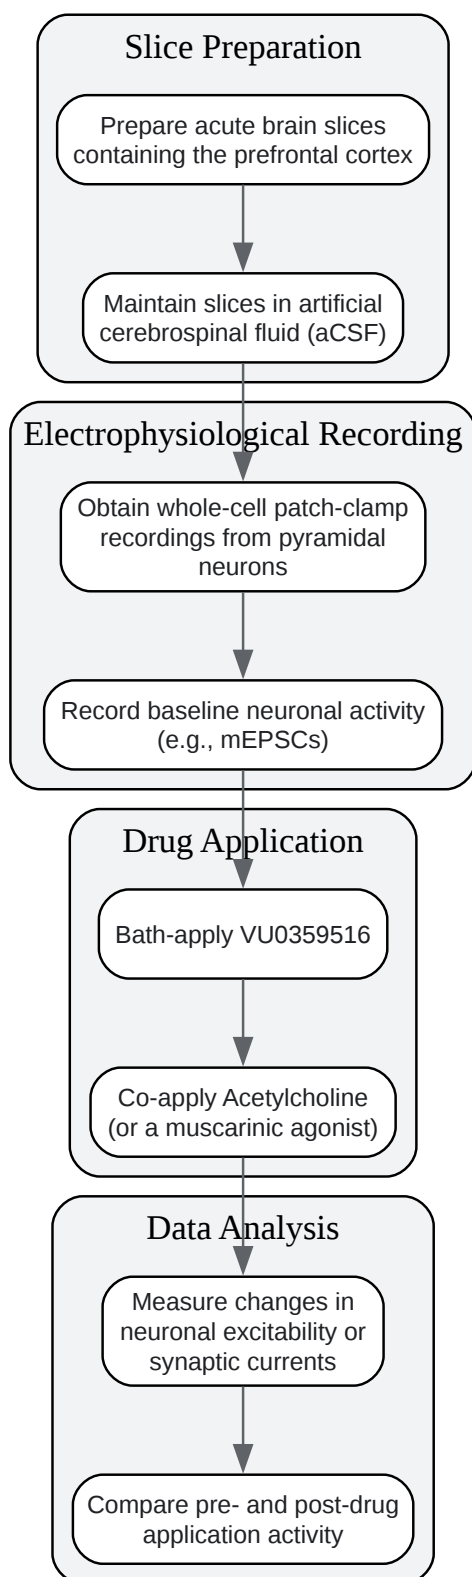 Slice Preparation
Prepare acute brain slices
containing the prefrontal cortex
Maintain slices in artificial
cerebrospinal fluid (aCSF)
Electrophysiological Recording
Obtain whole-cell patch-clamp
recordings from pyramidal
neurons
Record baseline neuronal activity
(e.g., mEPSCs)
Drug Application
Bath-apply VU0359516
Co-apply Acetylcholine
(or a muscarinic agonist)
Data Analysis
Measure changes in
neuronal excitability or
synaptic currents
Compare pre- and post-drug
application activity